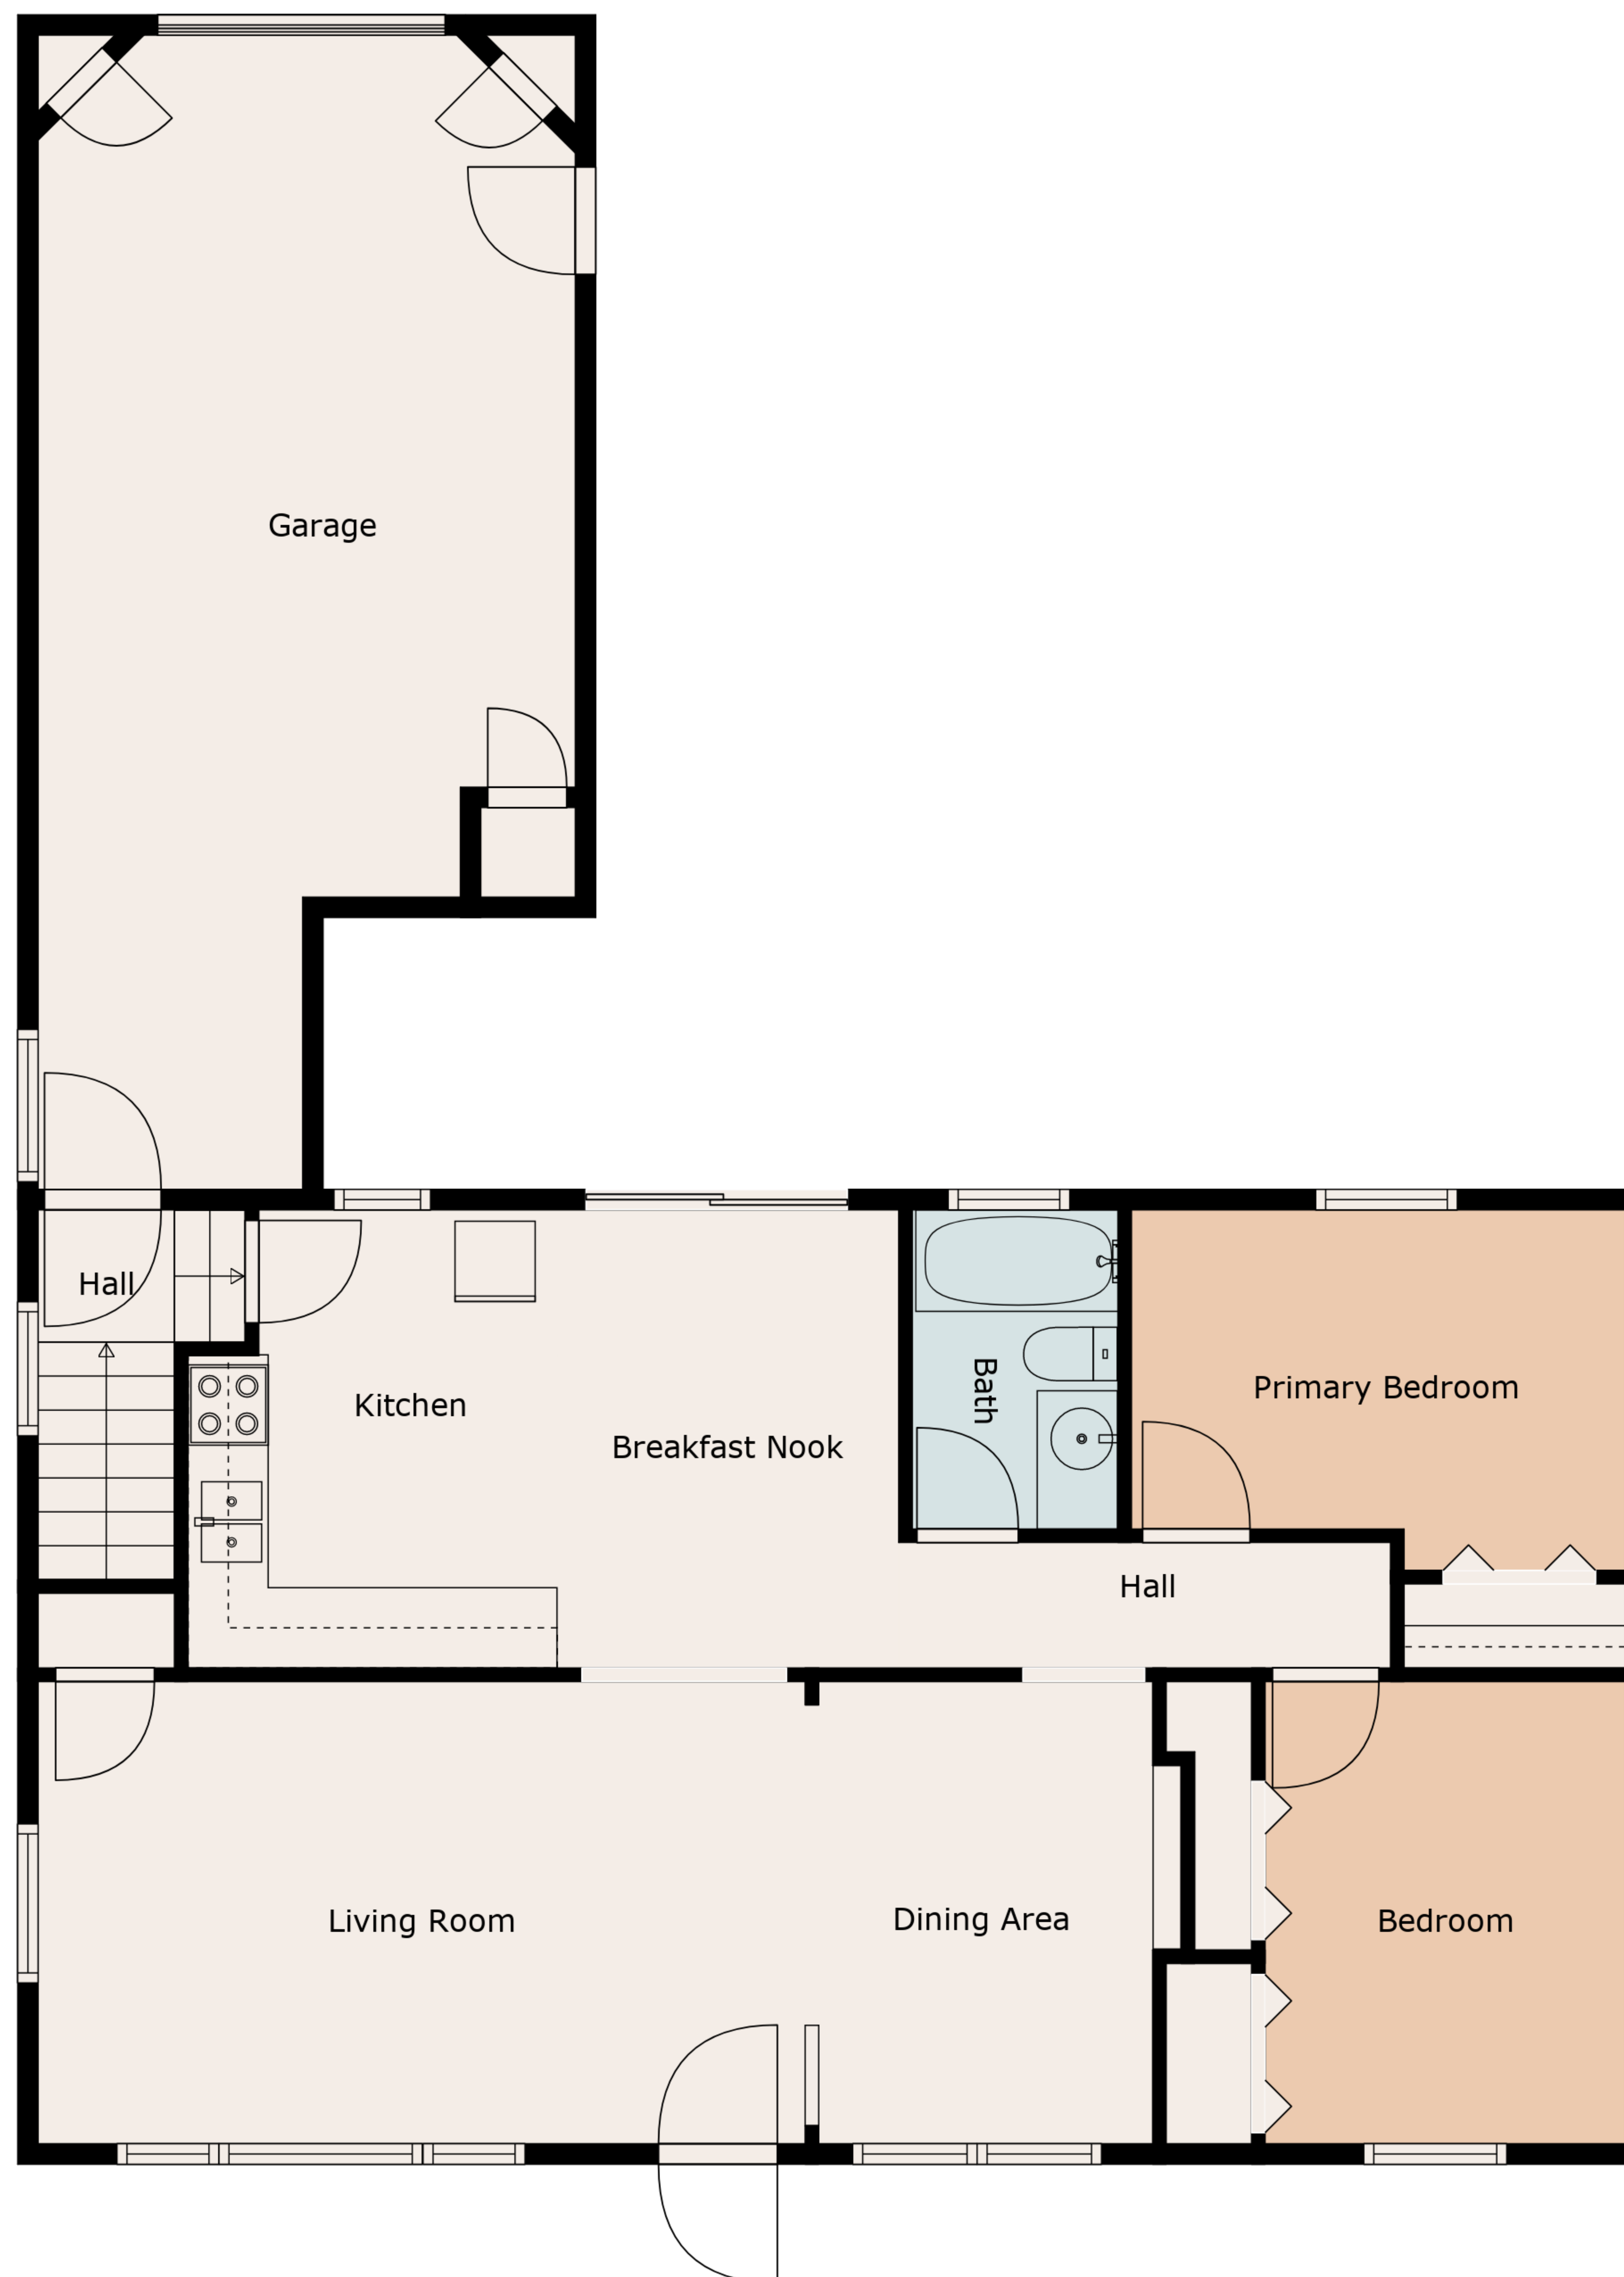 Garage
Hall
Kitchen
Breakfast Nook
Bath
Primary Bedroom
Hall
Living Room
Dining Area
Bedroom